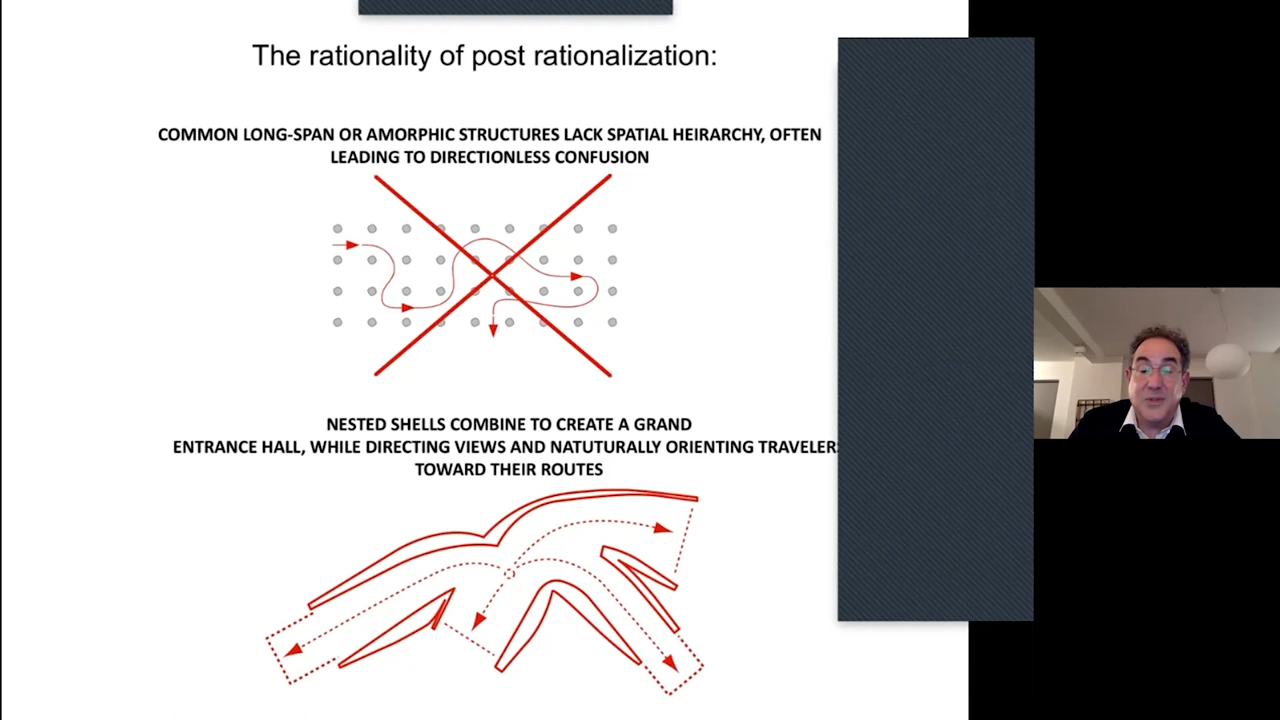 The rationality of post rationalization:
COMMON LONG-SPAN OR AMORPHIC STRUCTURES LACK SPATIAL HEIRARCHY, OFTEN
LEADING TO DIRECTIONLESS CONFUSION
NESTED SHELLS COMBINE TO CREATE A GRAND
ENTRANCE HALL, WHILE DIRECTING VIEWS AND NATUTURALLY ORIENTING TRAVELERS
TOWARD THEIR ROUTES